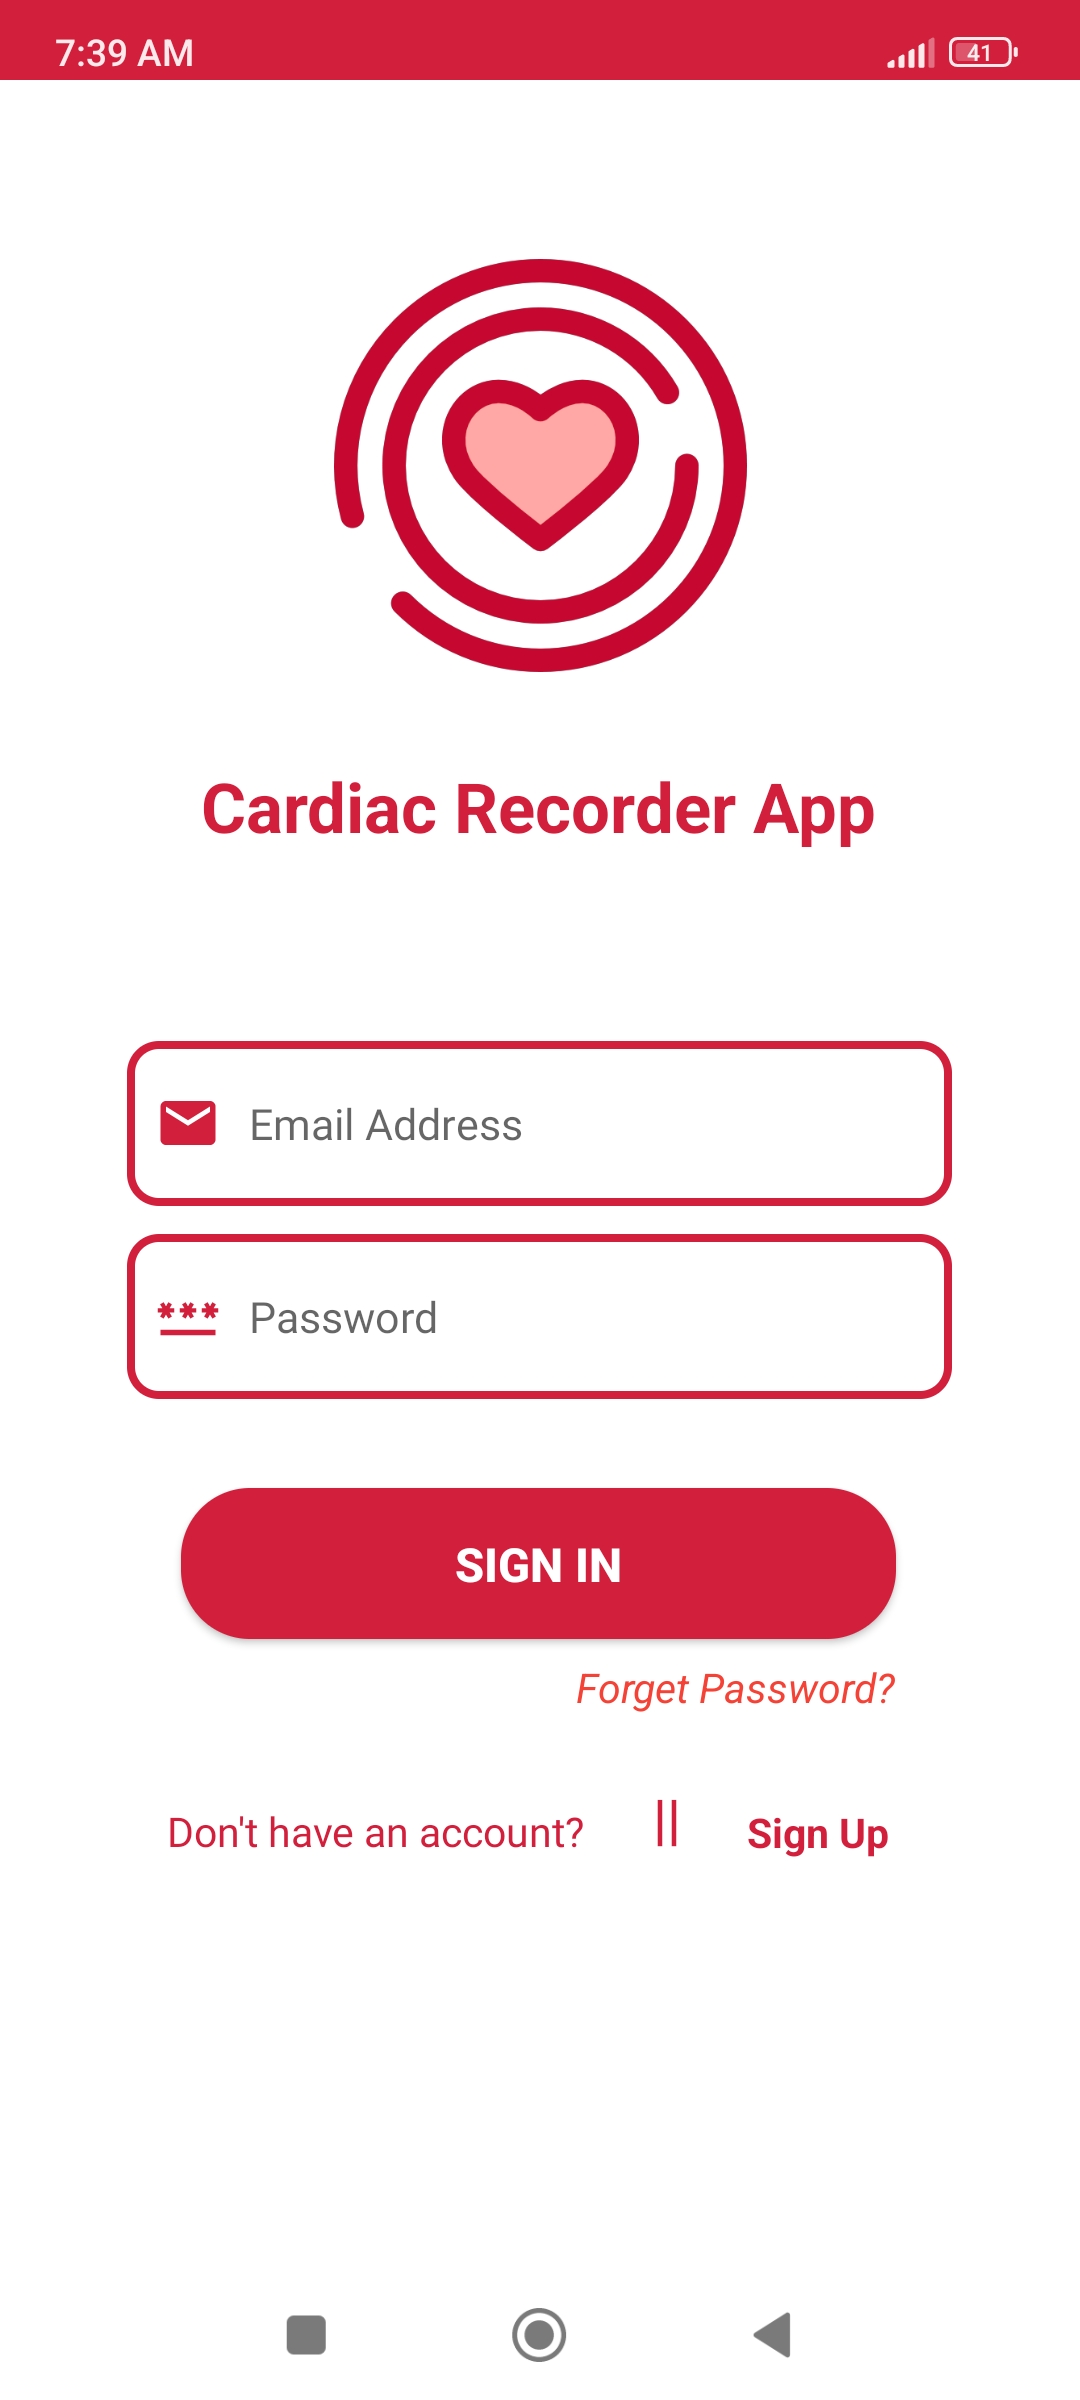 7:39 AM
41
Cardiac Recorder App
Email Address
*** Password
SIGN IN
Forget Password?
Don't have an account? || Sign Up